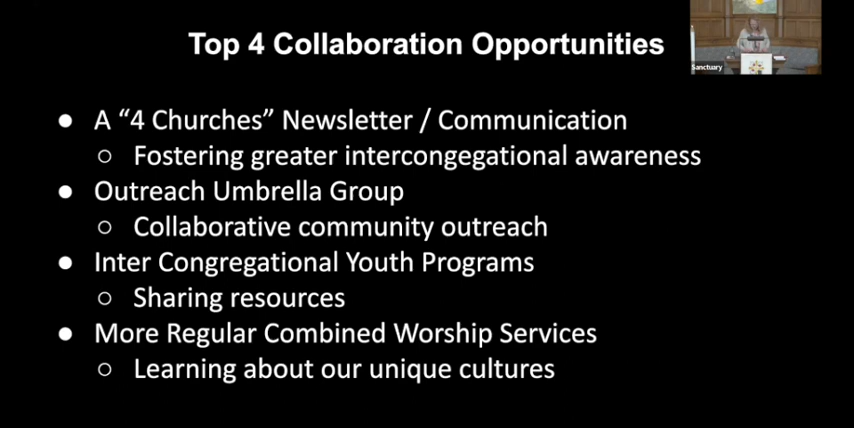 Top 4 Collaboration Opportunities
Sanctuary
● A “4 Churches” Newsletter / Communication
○ Fostering greater intercongegational awareness
● Outreach Umbrella Group
○ Collaborative community outreach
● Inter Congregational Youth Programs
○ Sharing resources
● More Regular Combined Worship Services
○ Learning about our unique cultures